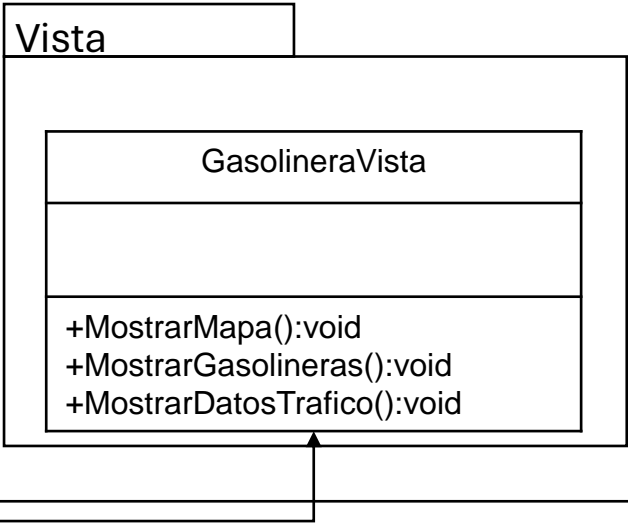 Vista
GasolineraVista
+MostrarMapa():void
+MostrarGasolineras():void
+MostrarDatosTrafico():void